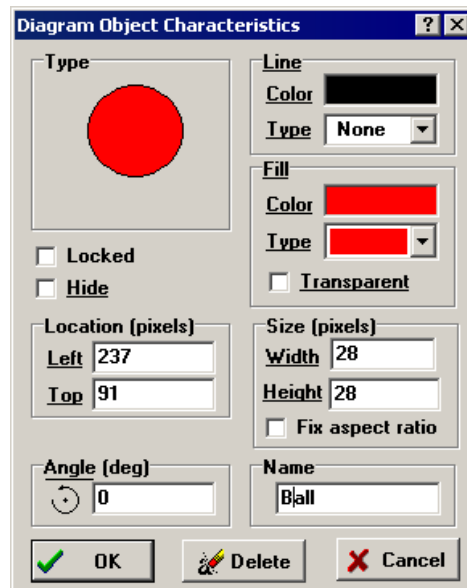 Diagram Object Characteristics ? X
Type
Line
Color
Type None
Fill
Color
Type
Transparent
Locked
Hide
Location (pixels)
Left 237
Top 91
Size (pixels)
Width 28
Height 28
Fix aspect ratio
Angle (deg)
0
Name
Ball
OK
Delete
Cancel